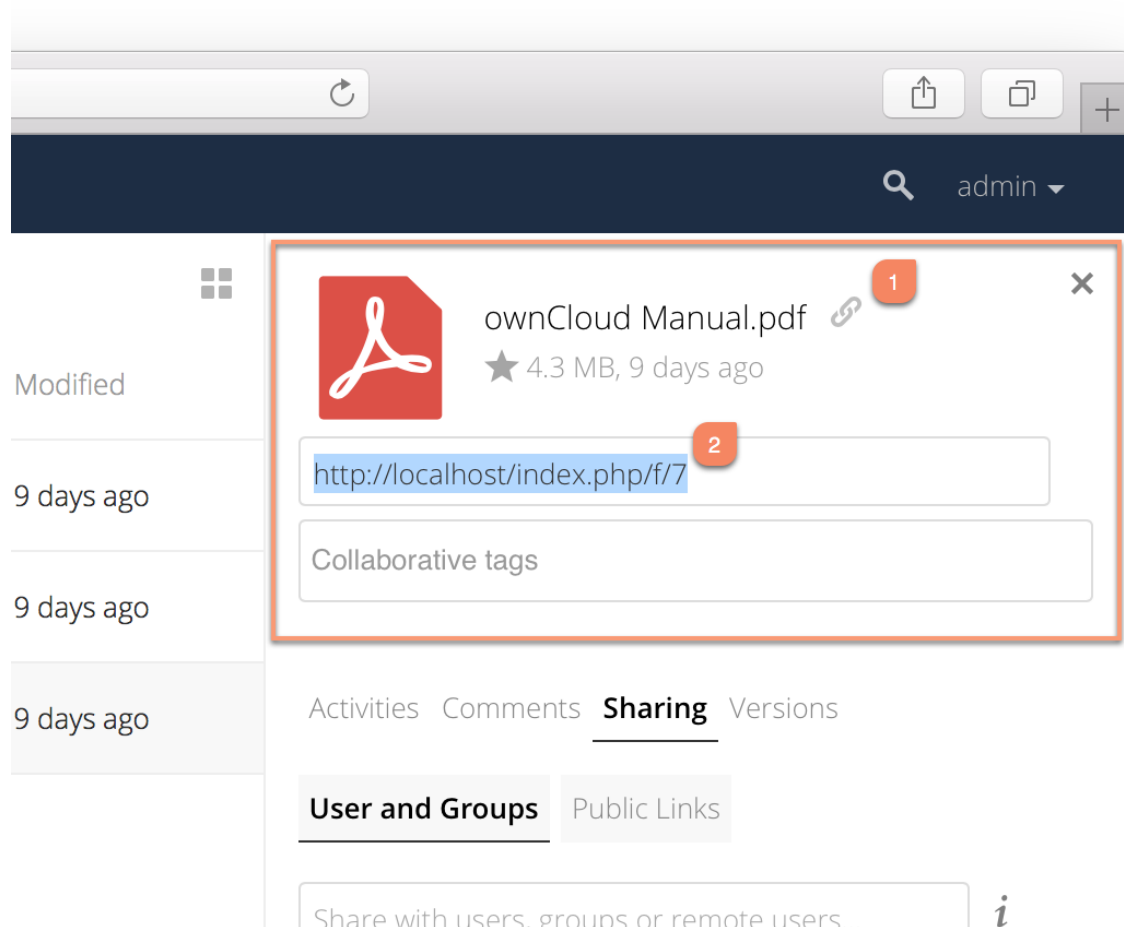 admin
1
ownCloud Manual.pdf
4.3 MB, 9 days ago
Modified
2
http://localhost/index.php/f/7
9 days ago
Collaborative tags
9 days ago
Activities Comments Sharing Versions
9 days ago
User and Groups Public Links
Share with users, groups or remote users
i